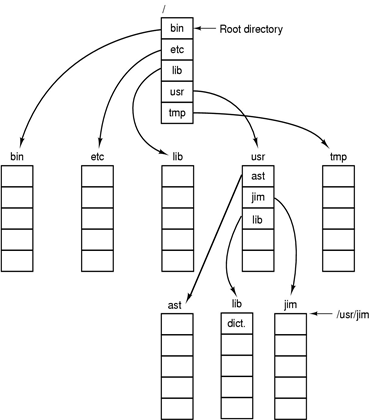 /
bin
Root directory
etc
lib
usr
tmp
bin etc lib usr tmp
ast
jim
lib
ast lib jim
dict.
/usr/jim